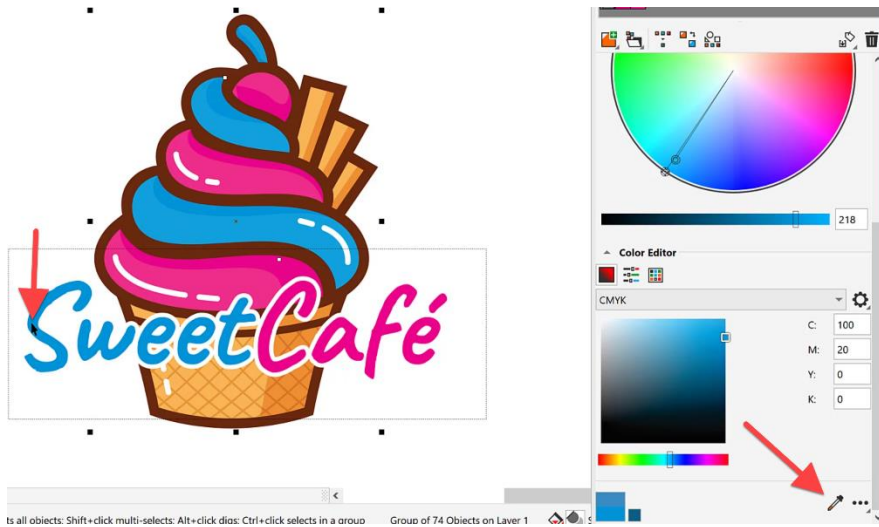 218
Color Editor
CMYK
C: 100
M: 20
Y: 0
K: 0
SweetCafé
all objects: Shift+click multi-selects: Alt+click digs: Ctrl+click selects in a group Group of 74 Objects on Layer 1